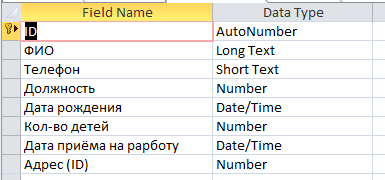 Field Name Data Type
ID AutoNumber
ФИО Long Text
Телефон Short Text
Должность Number
Дата рождения Date/Time
Кол-во детей Number
Дата приёма на рарботу Date/Time
Адрес (ID) Number